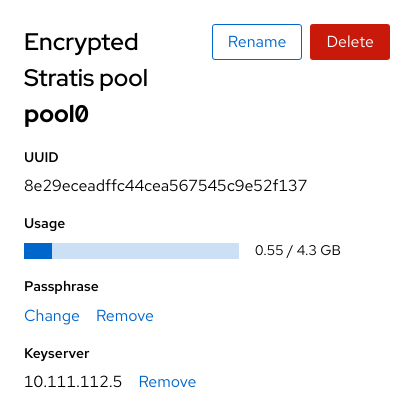 Encrypted
Stratis pool
pool0
Rename
Delete
UUID
8e29eceadffc44cea567545c9e52f137
Usage
0.55 / 4.3 GB
Passphrase
Change Remove
Keyserver
10.111.112.5 Remove